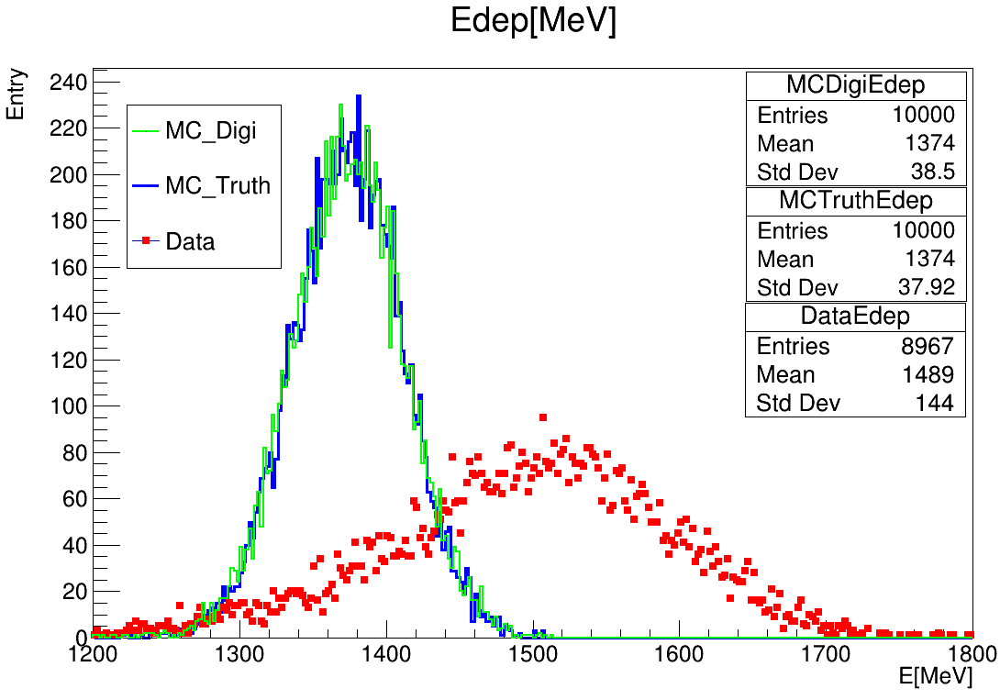 Edep[MeV]
Entry
240
220
200
180
160
140
120
100
80
60
40
20
0
MC_Digi
MC_Truth
Data
MCDigiEdep
Entries 10000
Mean 1374
Std Dev 38.5
MCTruthEdep
Entries 10000
Mean 1374
Std Dev 37.92
DataEdep
Entries 8967
Mean 1489
Std Dev 144
1200 1300 1400 1500 1600 1700 1800
E[MeV]